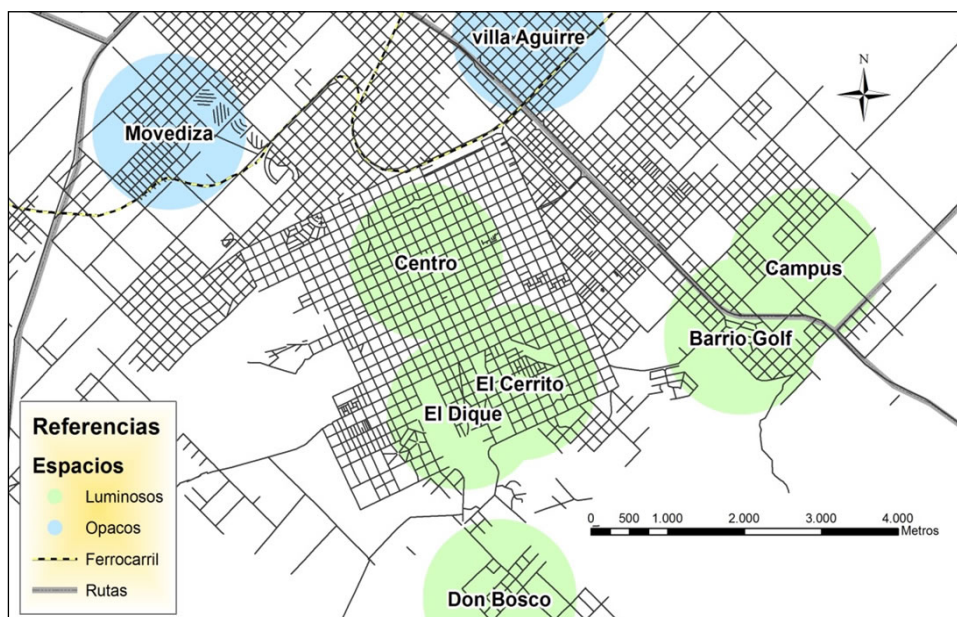 villa Aguirre
N
Movediza
Centro
Campus
Barrio Golf
El Cerrito
El Dique
Referencias
Espacios
Luminosos
Opacos
Ferrocarril
Rutas
0 500 1.000 2.000 3.000 4.000
Metros
Don Bosco